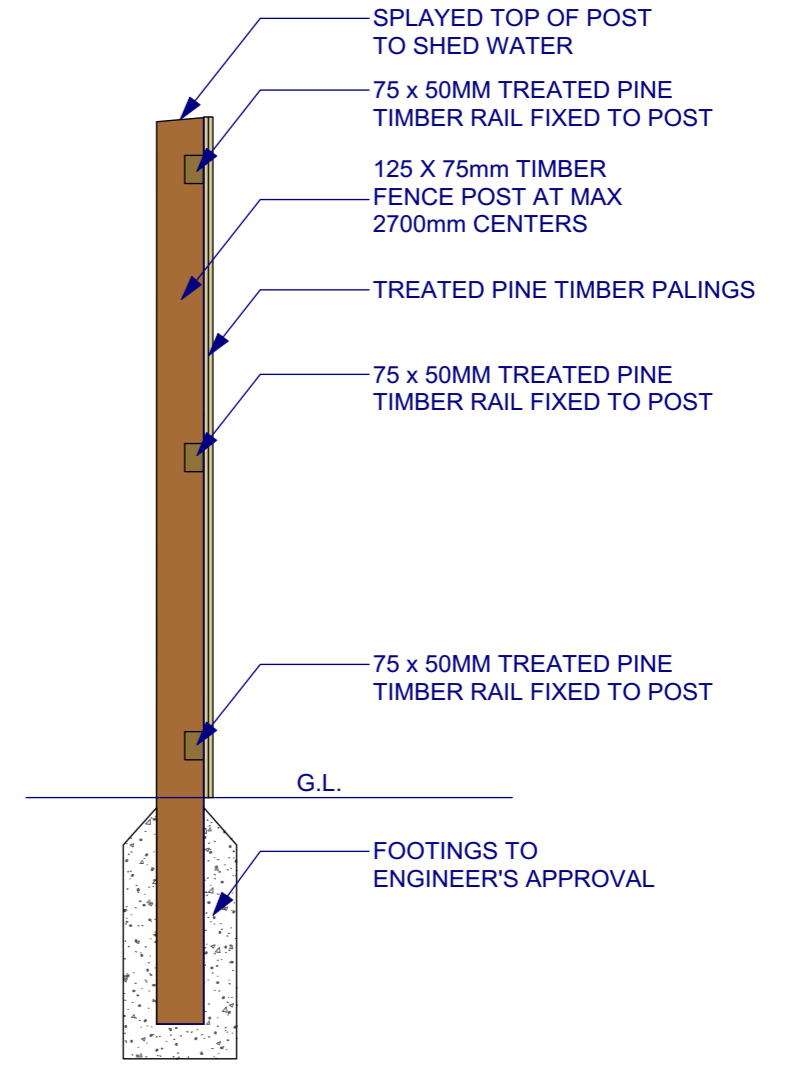 SPLAYED TOP OF POST
TO SHED WATER
75 x 50MM TREATED PINE
TIMBER RAIL FIXED TO POST
125 X 75mm TIMBER
FENCE POST AT MAX
2700mm CENTERS
TREATED PINE TIMBER PALINGS
75 x 50MM TREATED PINE
TIMBER RAIL FIXED TO POST
75 x 50MM TREATED PINE
TIMBER RAIL FIXED TO POST
G.L.
FOOTINGS TO
ENGINEER'S APPROVAL